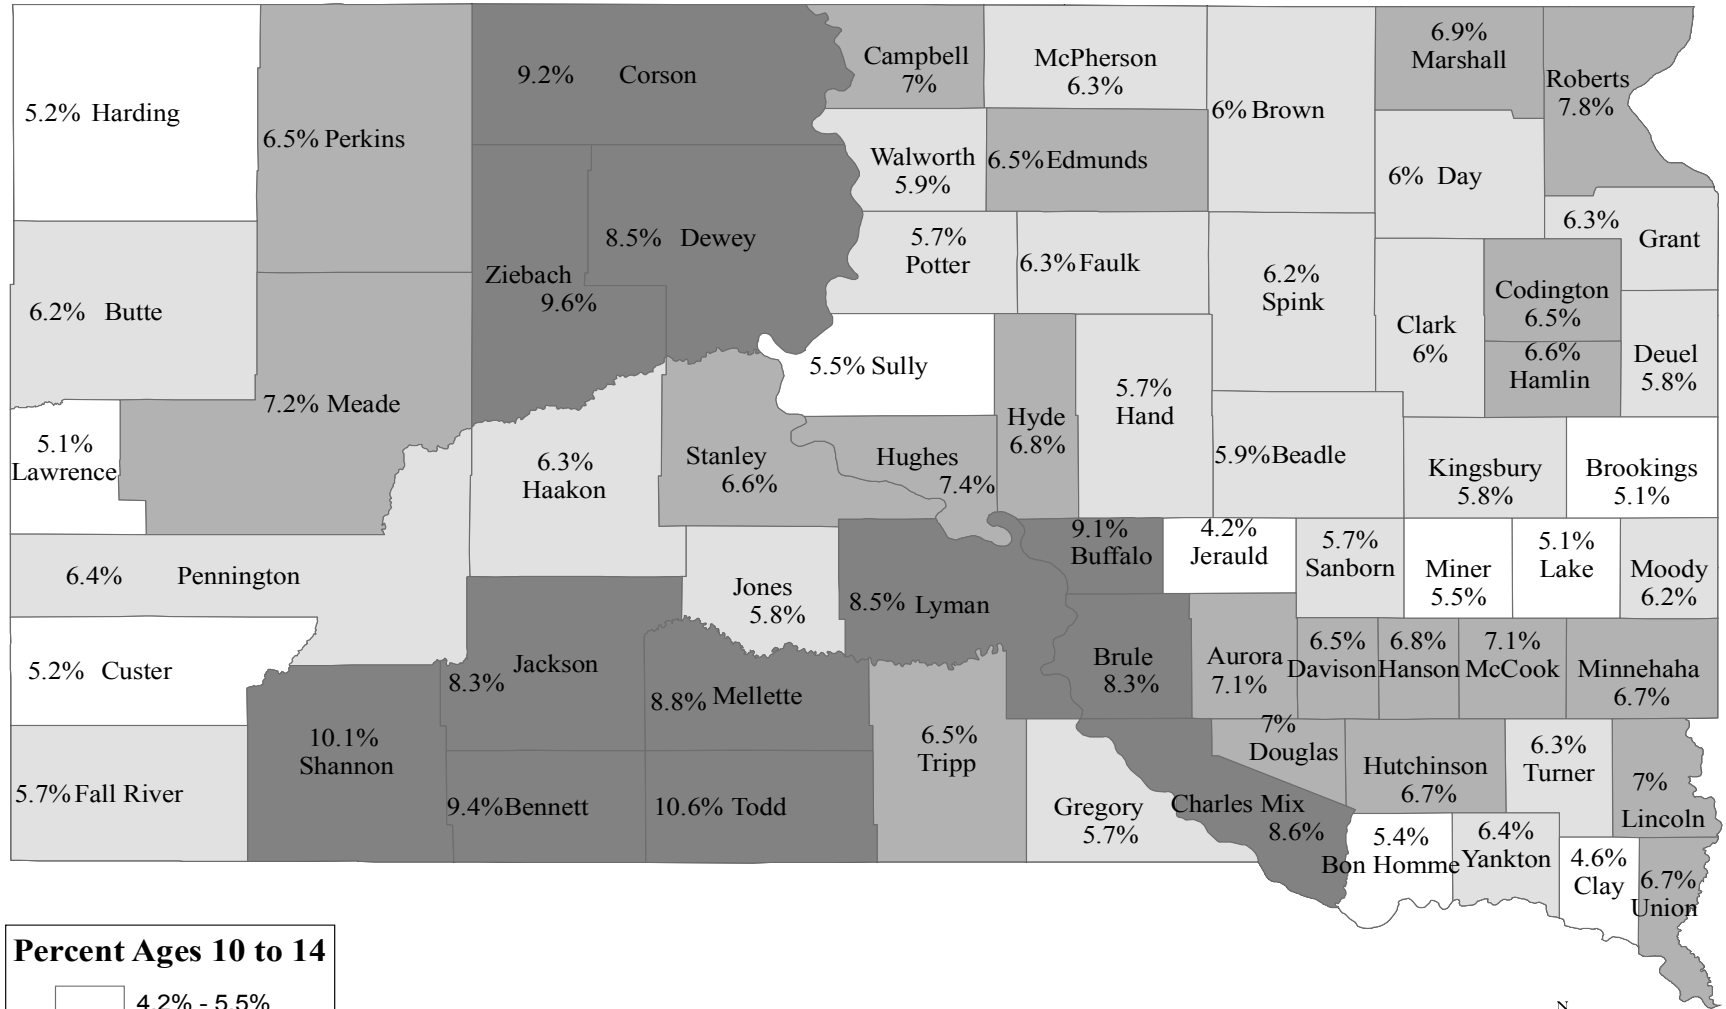 5.2% Harding
6.5% Perkins
9.2% Corson
Campbell
7%
McPherson
6.3%
6% Brown
6.9%
Marshall
Roberts
7.8%
Walworth
5.9%
6.5% Edmunds
6% Day
6.3%
Grant
8.5% Dewey
Ziebach
9.6%
5.7%
Potter
6.3% Faulk
6.2%
Spink
Codington
6.5%
6.2% Butte
Clark
6%
6.6%
Hamlin
Deuel
5.8%
5.5% Sully
7.2% Meade
5.7%
Hand
Hyde
6.8%
5.1%
Lawrence
6.3%
Haakon
Stanley
6.6%
Hughes
7.4%
5.9% Beadle
Kingsbury
5.8%
Brookings
5.1%
9.1%
Buffalo
4.2%
Jerauld
5.7%
Sanborn
Miner
5.5%
5.1%
Lake
Moody
6.2%
6.4% Pennington
Jones
5.8%
8.5% Lyman
5.2% Custer
Jackson
8.3%
8.8% Mellette
Brule
8.3%
Aurora
7.1%
6.5%
Davison
6.8%
Hanson
7.1%
McCook
Minnehaha
6.7%
10.1%
Shannon
6.5%
Tripp
7%
Douglas
Hutchinson
6.7%
6.3%
Turner
7%
Lincoln
5.7% Fall River
9.4% Bennett
10.6% Todd
Gregory
5.7%
Charles Mix
8.6%
5.4%
Bon Homme
6.4%
Yankton
4.6%
Clay
6.7%
Union
Percent Ages 10 to 14
4.2% - 5.5%
N